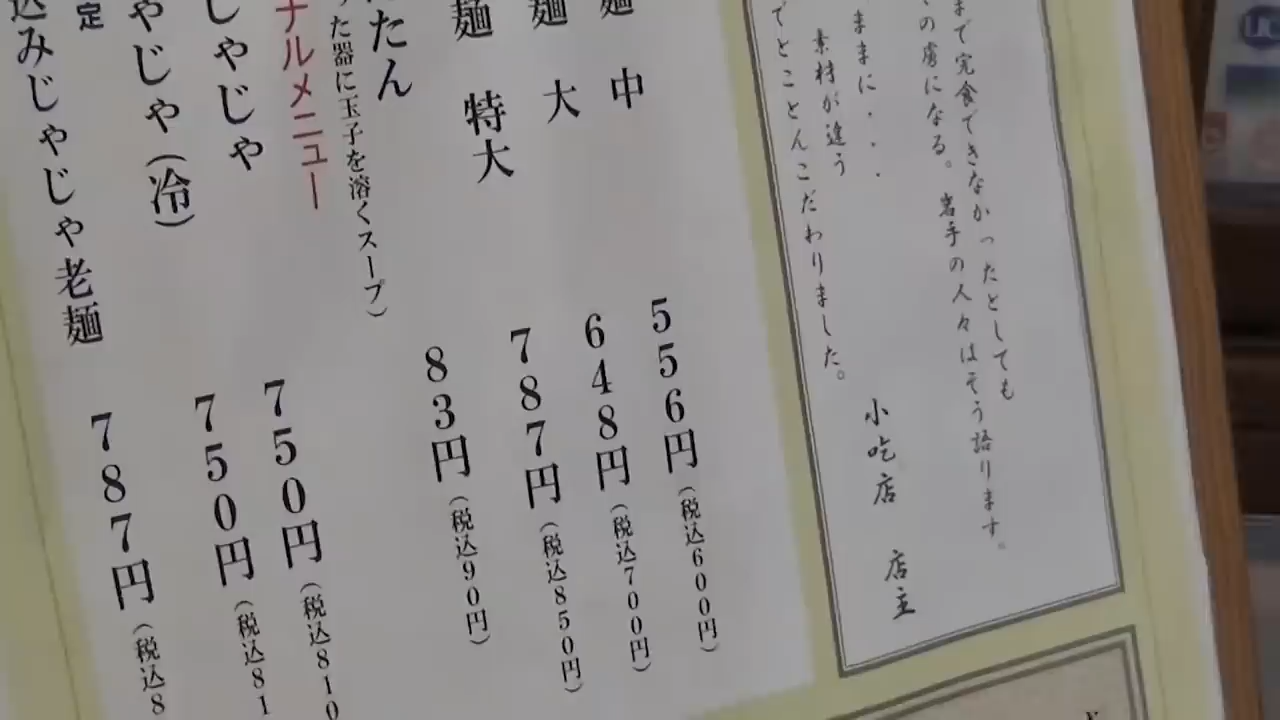 まで完食できなかったとしても
の虜になる。岩手の人々はそう語ります。
ままに・・・
素材が違う
でとことんこだわりました。
小吃店 店主
麺 中 556円(税込600円)
麺 大 648円(税込700円)
麺 特大 787円(税込850円)
たん 83円(税込90円)
った器に玉子を溶くスープ)
ナルメニュー
じゃじゃ 750円(税込810
やじゃ(冷) 750円(税込81
定
込みじゃじゃ老麺 787円(税込8